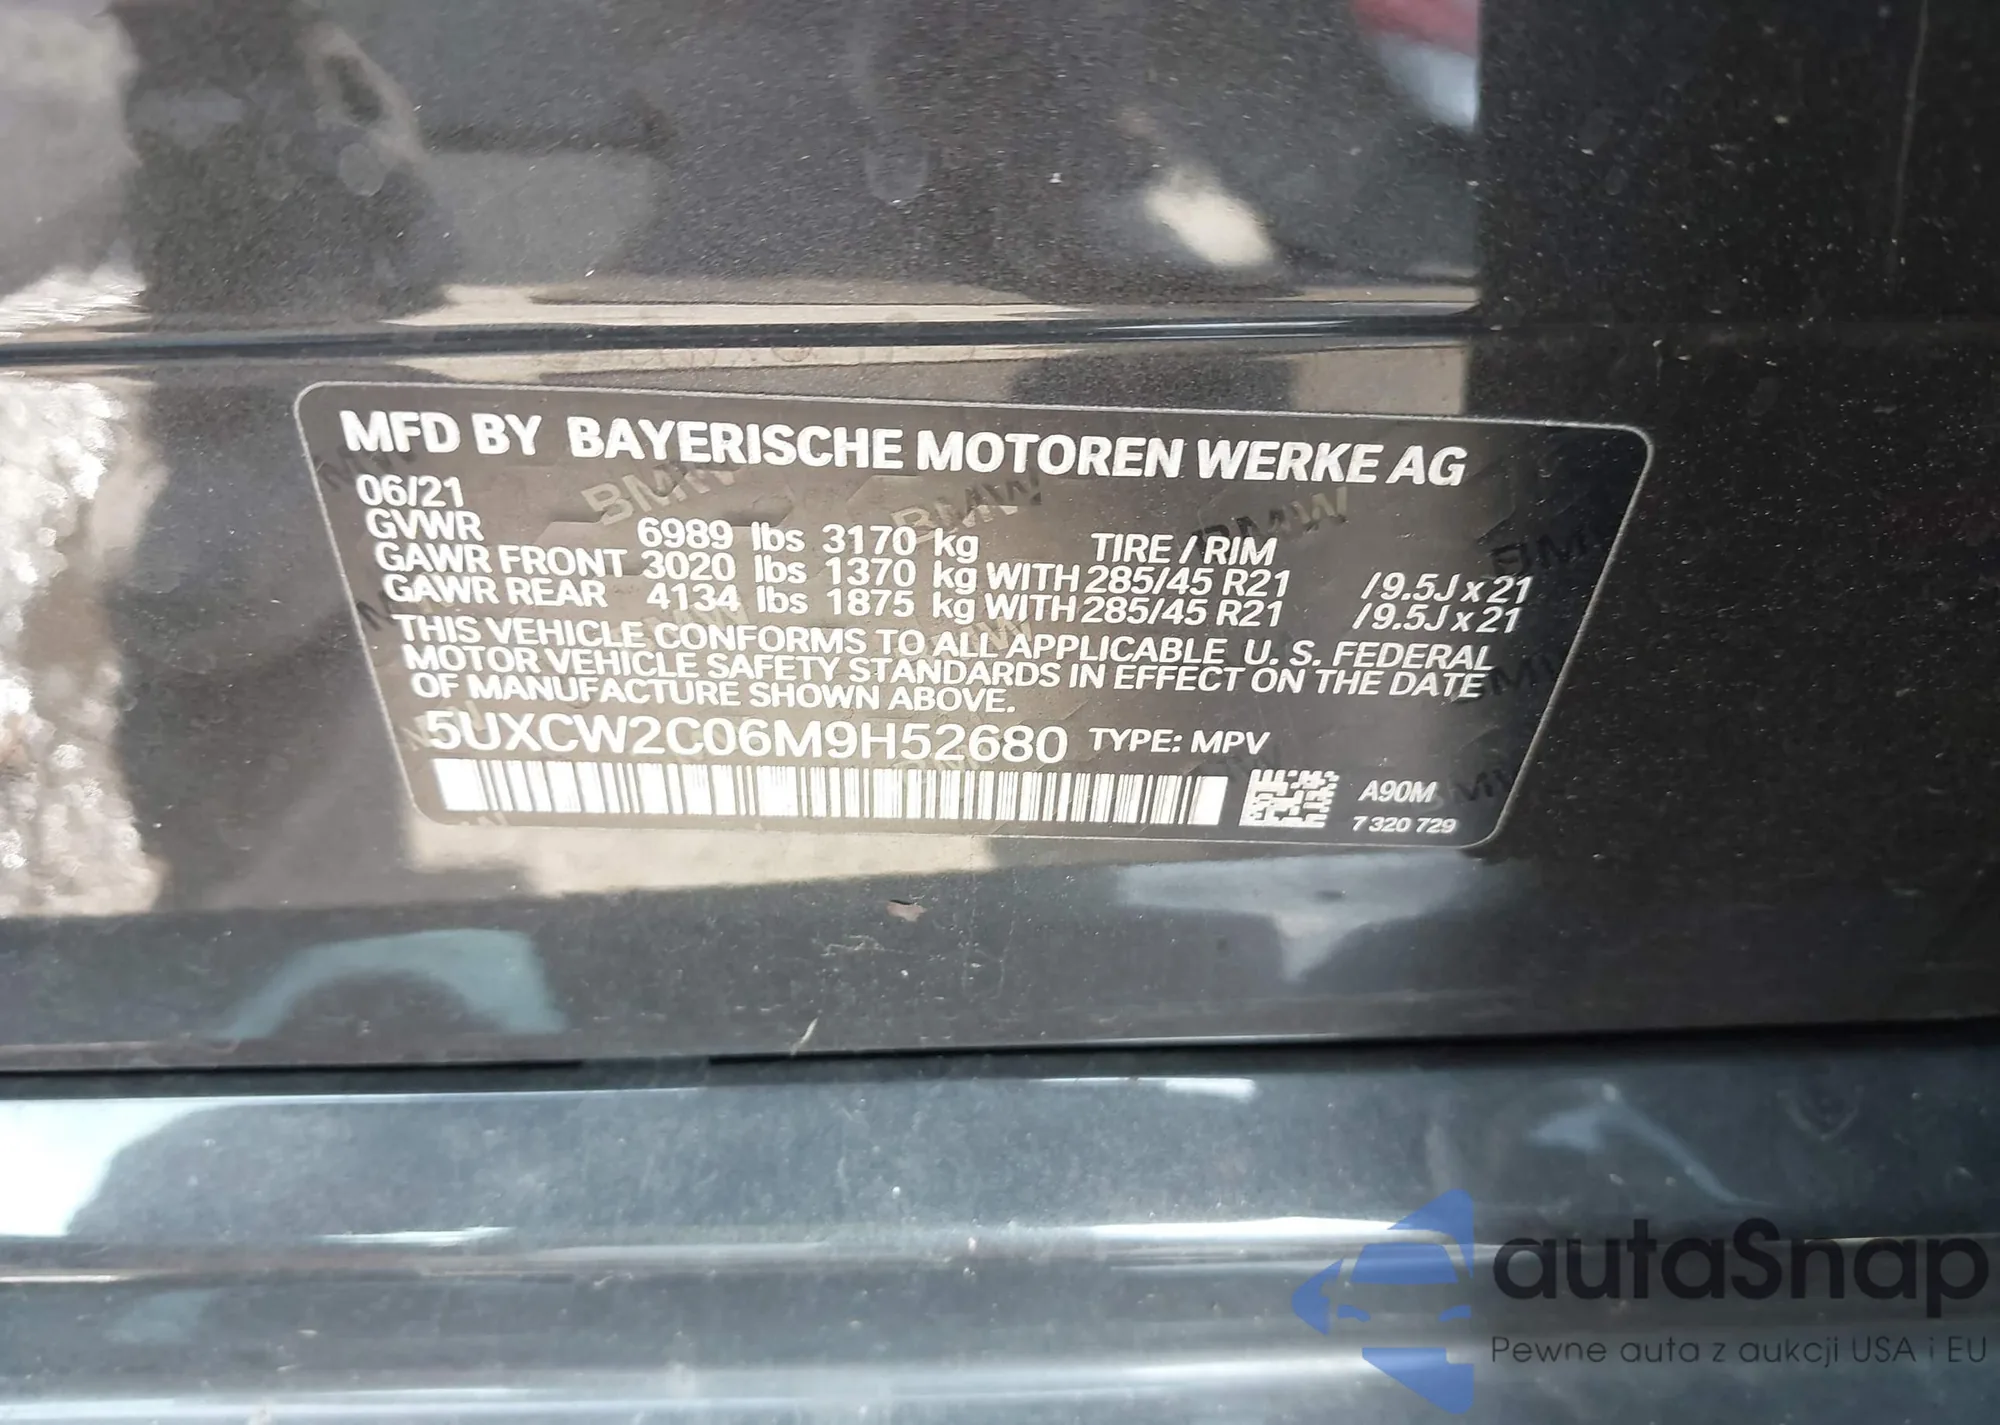 MFD BY BAYERISCHE MOTOREN WERKE AG
06/21
GVWR 6989 lbs 3170 kg TIRE / RIM
GAWR FRONT 3020 lbs 1370 kg WITH 285/45 R21 / 9.5J x 21
GAWR REAR 4134 lbs 1875 kg WITH 285/45 R21 / 9.5J x 21
THIS VEHICLE CONFORMS TO ALL APPLICABLE U. S. FEDERAL
MOTOR VEHICLE SAFETY STANDARDS IN EFFECT ON THE DATE
OF MANUFACTURE SHOWN ABOVE.
5UXCW2C06M9H52680 TYPE: MPV
A90M
7 320 729
autaSnap
Pewne auta z aukcji USA i EU